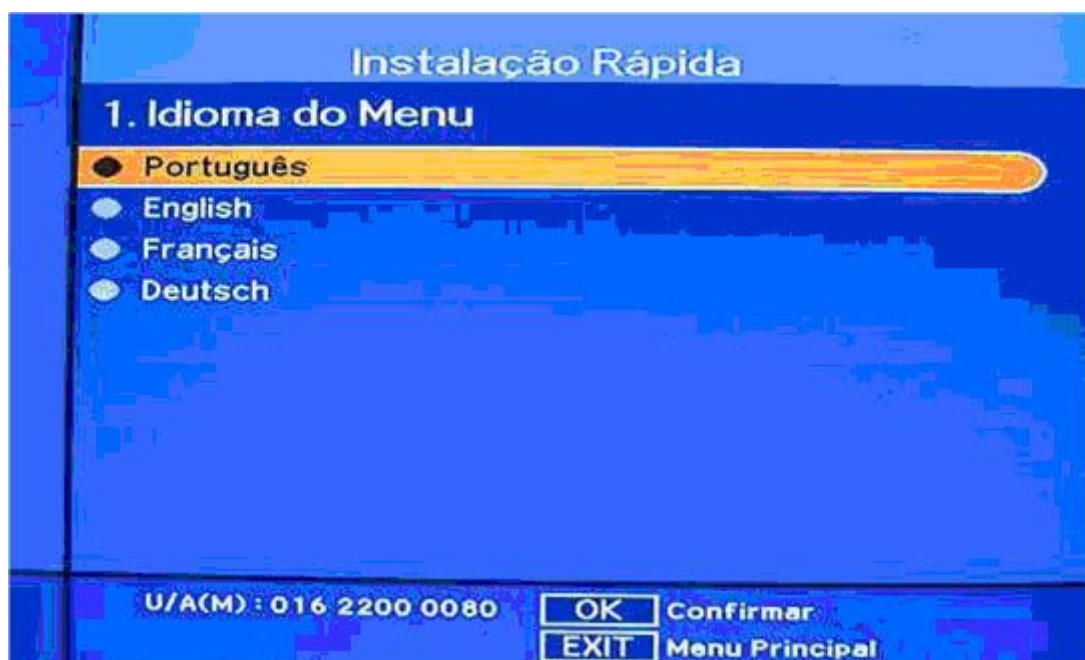 Instalação Rápida
1. Idioma do Menu
Português
English
Français
Deutsch
U/A(M) : 016 2200 0080
OK Confirmar
EXIT Menu Principal